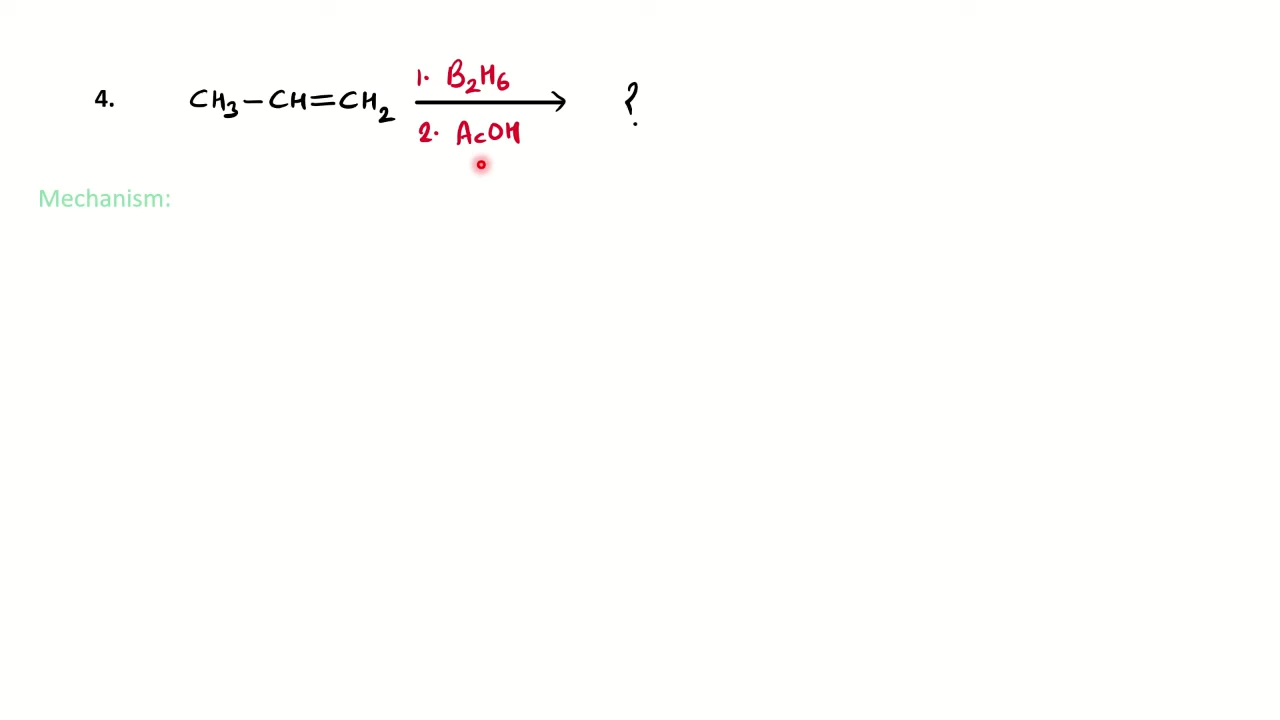 1. B₂H₆
4. CH₃–CH=CH₂ ⟶ ?
2. AcOH
Mechanism: